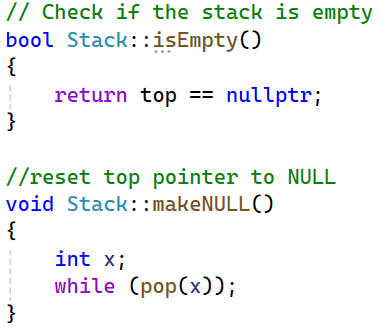 // Check if the stack is empty
bool Stack::isEmpty()
{
    return top == nullptr;
}

//reset top pointer to NULL
void Stack::makeNULL()
{
    int x;
    while (pop(x));
}